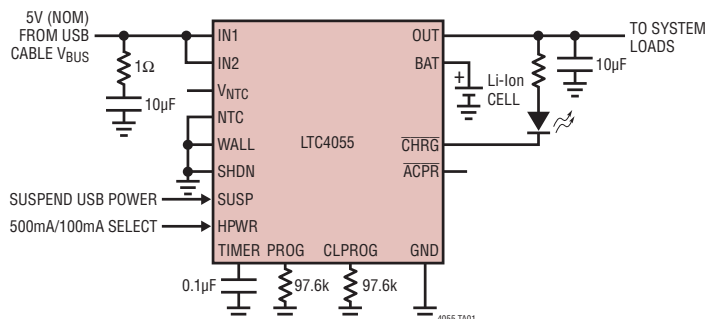 5V (NOM)
FROM USB
CABLE VBUS
1Ω
10µF
IN1
IN2
VNTC
NTC
WALL
SHDN
SUSP
HPWR
SUSPEND USB POWER
500mA/100mA SELECT
LTC4055
OUT
BAT
CHRG
ACPR
TIMER PROG CLPROG GND
0.1µF
97.6k
97.6k
+
Li-Ion
CELL
10µF
TO SYSTEM
LOADS
4055 TA01